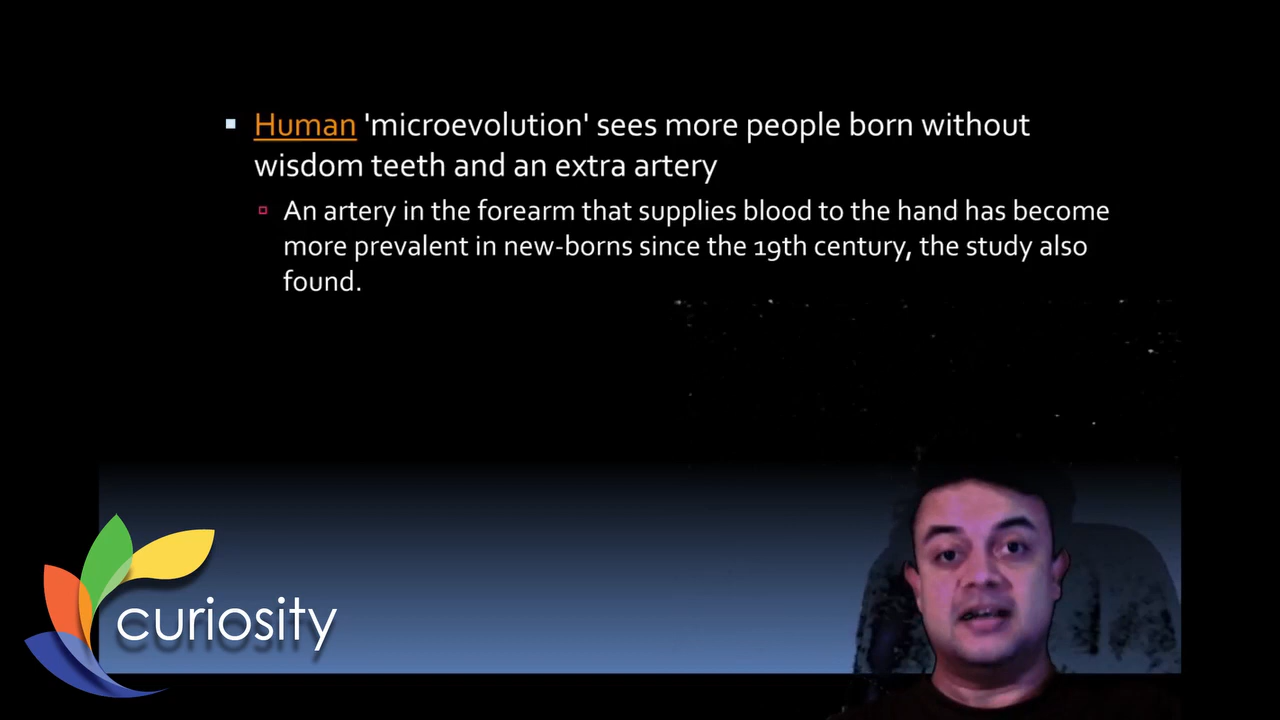 Human 'microevolution' sees more people born without
wisdom teeth and an extra artery
An artery in the forearm that supplies blood to the hand has become
more prevalent in new-borns since the 19th century, the study also
found.
curiosity